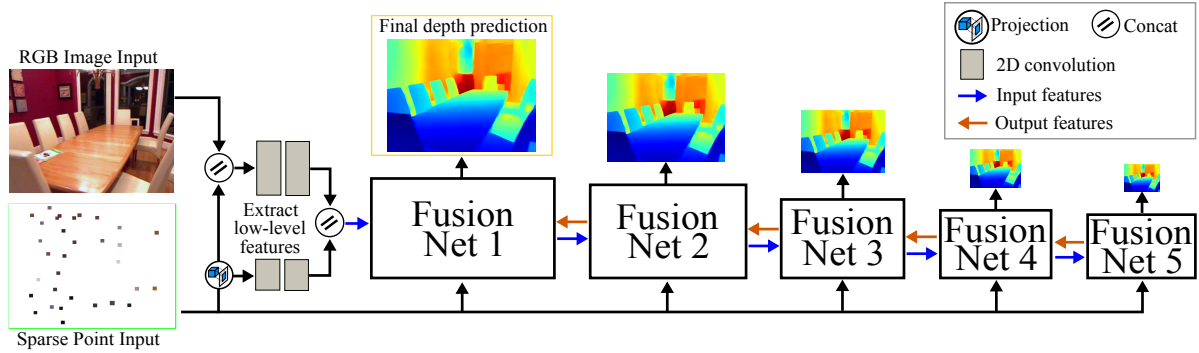 RGB Image Input
Sparse Point Input
Extract
low-level
features
Final depth prediction
Fusion
Net 1
Fusion
Net 2
Fusion
Net 3
Fusion
Net 4
Fusion
Net 5
Projection
Concat
2D convolution
Input features
Output features